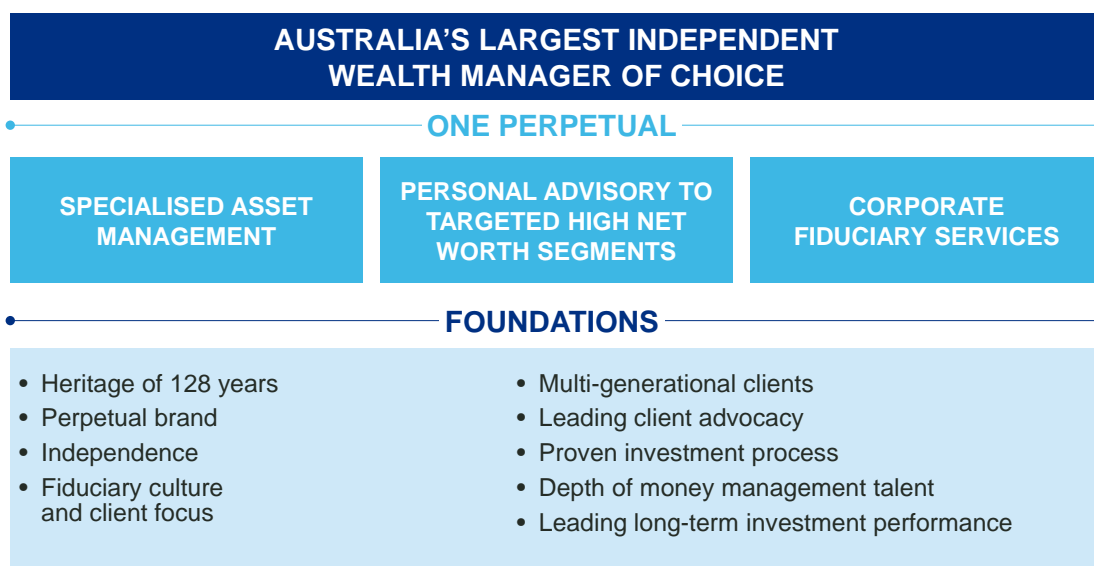 AUSTRALIA’S LARGEST INDEPENDENT
WEALTH MANAGER OF CHOICE
ONE PERPETUAL
SPECIALISED ASSET
MANAGEMENT
PERSONAL ADVISORY TO
TARGETED HIGH NET
WORTH SEGMENTS
CORPORATE
FIDUCIARY SERVICES
FOUNDATIONS
• Heritage of 128 years
• Perpetual brand
• Independence
• Fiduciary culture
and client focus
• Multi-generational clients
• Leading client advocacy
• Proven investment process
• Depth of money management talent
• Leading long-term investment performance